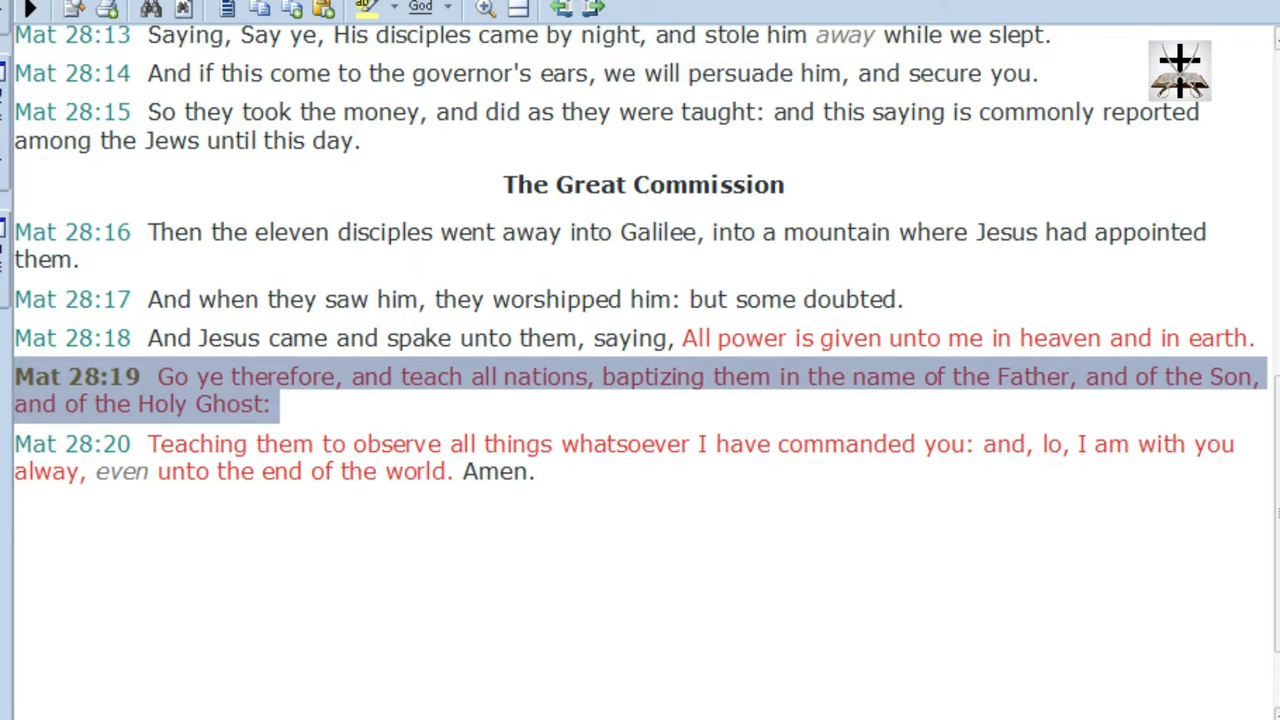 ab
God
Mat 28:13 Saying, Say ye, His disciples came by night, and stole him away while we slept.
Mat 28:14 And if this come to the governor's ears, we will persuade him, and secure you.
Mat 28:15 So they took the money, and did as they were taught: and this saying is commonly reported
among the Jews until this day.
The Great Commission
Mat 28:16 Then the eleven disciples went away into Galilee, into a mountain where Jesus had appointed
them.
Mat 28:17 And when they saw him, they worshipped him: but some doubted.
Mat 28:18 And Jesus came and spake unto them, saying, All power is given unto me in heaven and in earth.
Mat 28:19 Go ye therefore, and teach all nations, baptizing them in the name of the Father, and of the Son,
and of the Holy Ghost:
Mat 28:20 Teaching them to observe all things whatsoever I have commanded you: and, lo, I am with you
alway, even unto the end of the world. Amen.